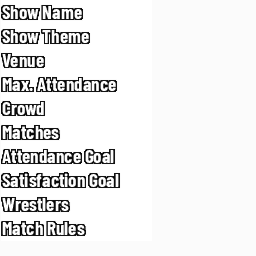 Show Name
Show Theme
Venue
Max. Attendance
Crowd
Matches
Attendance Goal
Satisfaction Goal
Wrestlers
Match Rules